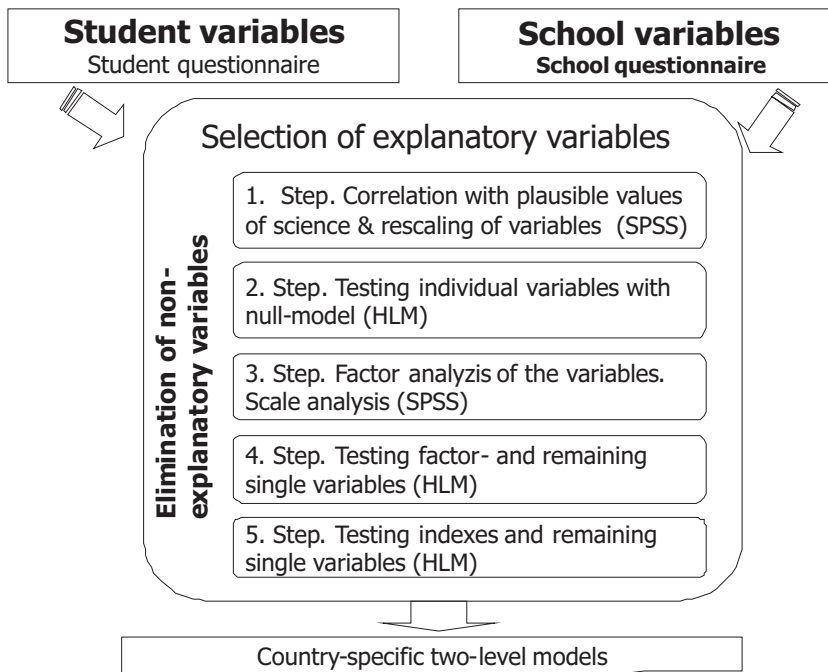 Student variables
Student questionnaire
School variables
School questionnaire
Selection of explanatory variables
Elimination of non-
explanatory variables
1. Step. Correlation with plausible values
of science & rescaling of variables (SPSS)
2. Step. Testing individual variables with
null-model (HLM)
3. Step. Factor analyzis of the variables.
Scale analysis (SPSS)
4. Step. Testing factor- and remaining
single variables (HLM)
5. Step. Testing indexes and remaining
single variables (HLM)
Country-specific two-level models